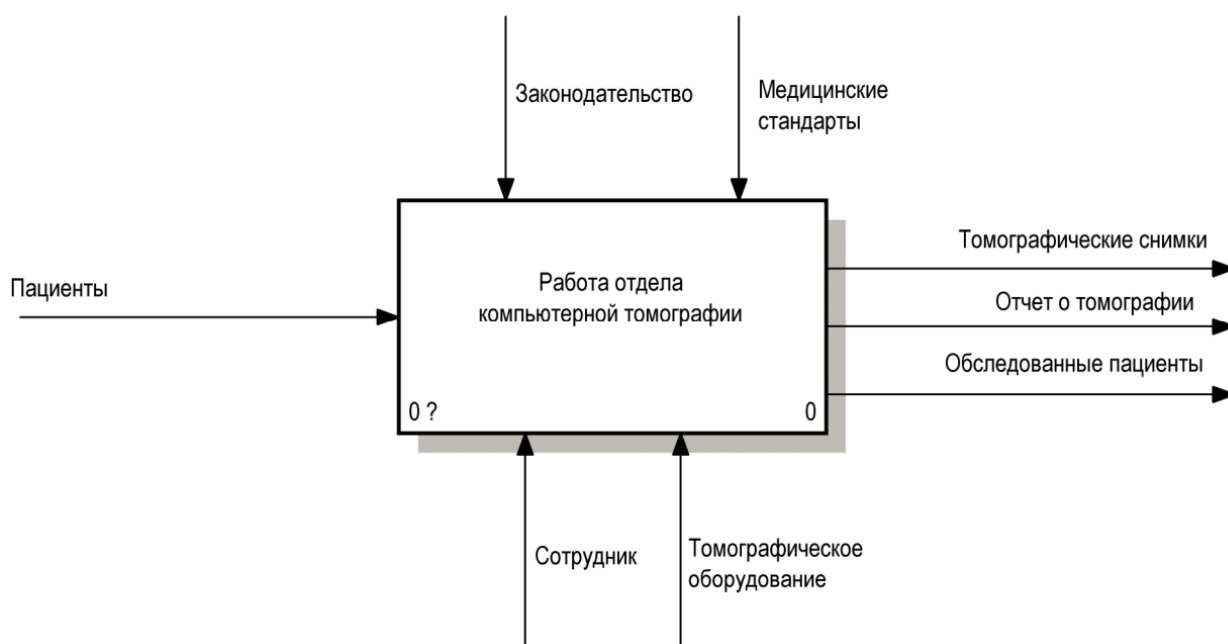 Законодательство
Медицинские
стандарты
Пациенты
Работа отдела
компьютерной томографии
0 ?
0
Томографические снимки
Отчет о томографии
Обследованные пациенты
Сотрудник
Томографическое
оборудование